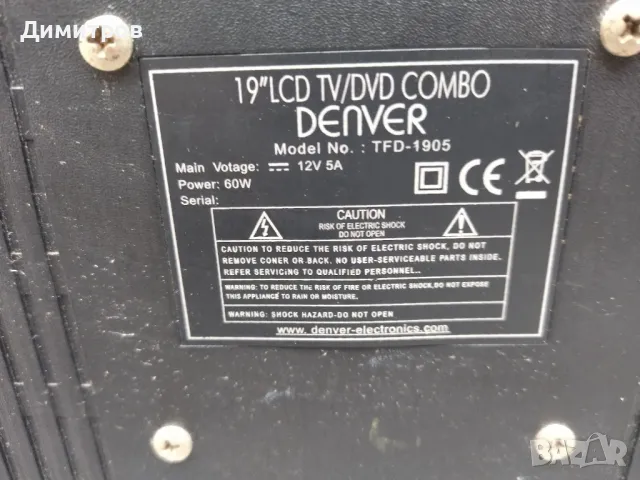 Димитров
19"LCD TV/DVD COMBO
DENVER
Model No. : TFD-1905
Main Votage: 12V 5A
Power: 60W
Serial:
CE
CAUTION
RISK OF ELECTRIC SHOCK
DO NOT OPEN
CAUTION TO REDUCE THE RISK OF ELECTRIC SHOCK, DO NOT
REMOVE CONER OR BACK. NO USER-SERVICEABLE PARTS INSIDE.
REFER SERVICING TO QUALIFIED PERSONNEL..
WARNING: TO REDUCE THE RISK OF FIRE OR ELECTRIC SHOCK,DO NOT EXPOSE
THIS APPLIANCE TO RAIN OR MOISTURE.
WARNING: SHOCK HAZARD-DO NOT OPEN
www. denver-electronics.com
BAZAR